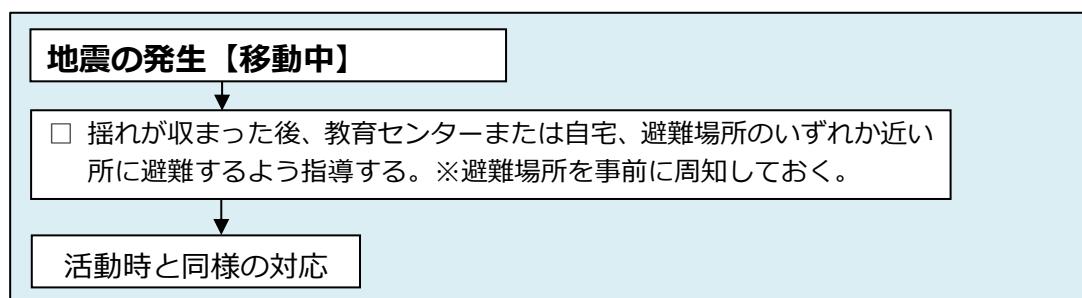 地震の発生【移動中】
□ 揺れが収まった後、教育センターまたは自宅、避難場所のいずれか近い
所に避難するよう指導する。※避難場所を事前に周知しておく。
活動時と同様の対応